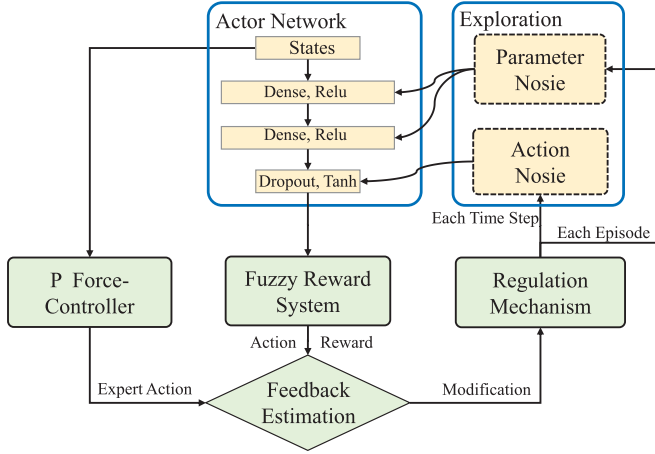 Actor Network
States
Dense, Relu
Dense, Relu
Dropout, Tanh
Exploration
Parameter
Nosie
Action
Nosie
Each Time Step
Each Episode
P Force-
Controller
Fuzzy Reward
System
Regulation
Mechanism
Action Reward
Expert Action
Feedback
Estimation
Modification